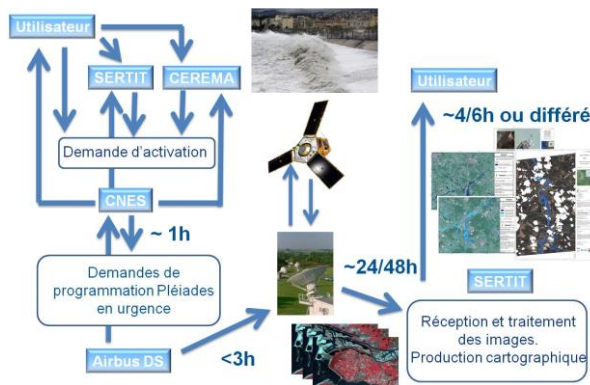 Utilisateur
SERTIT
CEREMA
Demande d'activation
CNES
~ 1h
Demandes de
programmation Pléiades
en urgence
Airbus DS
<3h
~24/48h
Utilisateur
~4/6h ou différé
SERTIT
Réception et traitement
des images.
Production cartographique